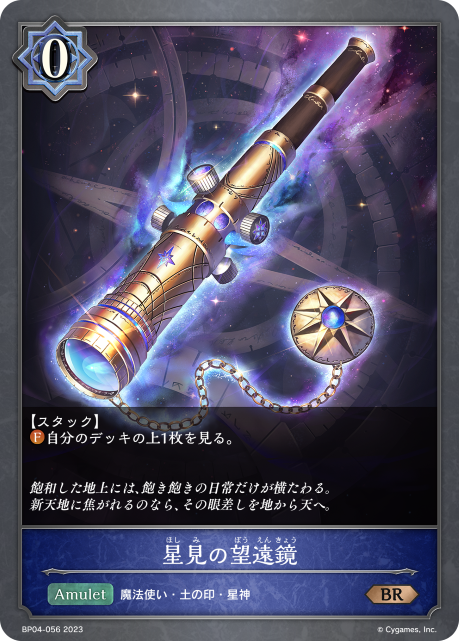 0
【スタック】
F自分のデッキの上1枚を見る。
飽和した地上には、飽き飽きの日常だけが横たわる。
新天地に焦がれるのなら、その眼差しを地から天へ。
ほしみ ぼうえんきょう
星見の望遠鏡
Amulet 魔法使い・土の印・星神 BR
BP04-056 2023 © Cygames, Inc.